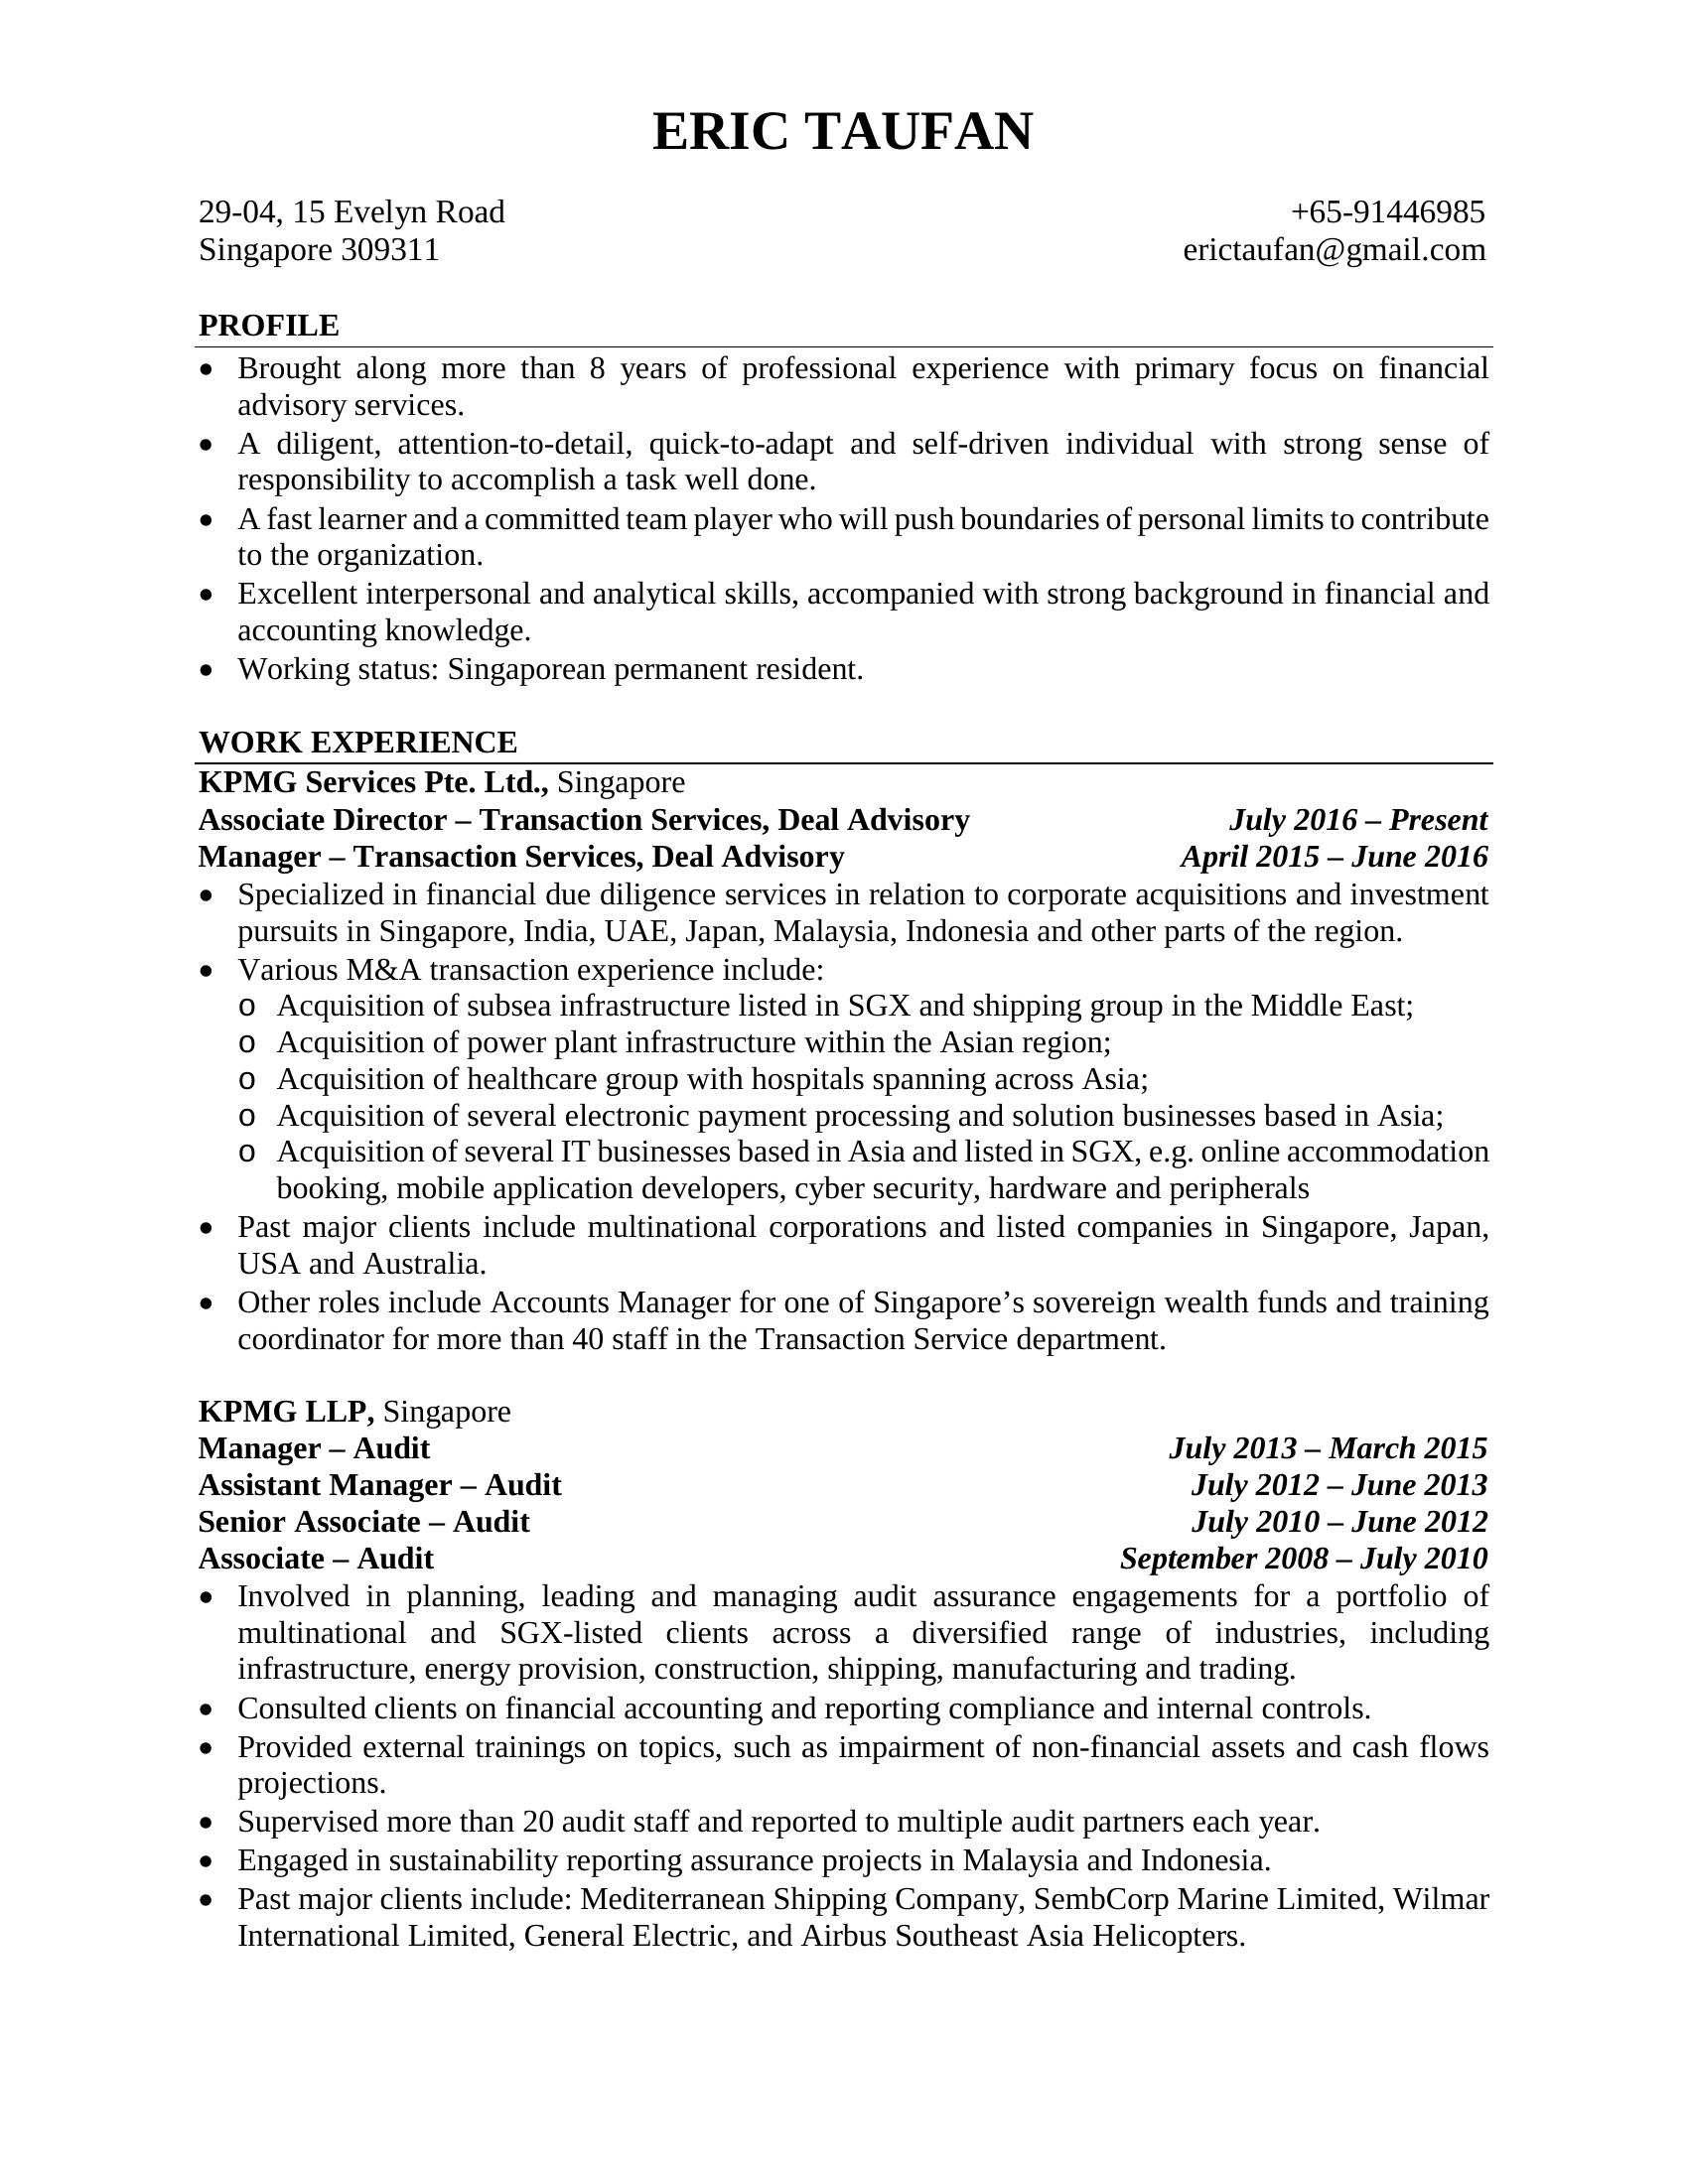 ERIC TAUFAN
29-04, 15 Evelyn Road +65-91446985
Singapore 309311 erictaufan@gmail.com
PROFILE
• Brought along more than 8 years of professional experience with primary focus on financial
advisory services.
• A diligent, attention-to-detail, quick-to-adapt and self-driven individual with strong sense of
responsibility to accomplish a task well done.
• A fast learner and a committed team player who will push boundaries of personal limits to contribute
to the organization.
• Excellent interpersonal and analytical skills, accompanied with strong background in financial and
accounting knowledge.
• Working status: Singaporean permanent resident.
WORK EXPERIENCE
KPMG Services Pte. Ltd., Singapore
Associate Director – Transaction Services, Deal Advisory July 2016 – Present
Manager – Transaction Services, Deal Advisory April 2015 – June 2016
• Specialized in financial due diligence services in relation to corporate acquisitions and investment
pursuits in Singapore, India, UAE, Japan, Malaysia, Indonesia and other parts of the region.
• Various M&A transaction experience include:
o Acquisition of subsea infrastructure listed in SGX and shipping group in the Middle East;
o Acquisition of power plant infrastructure within the Asian region;
o Acquisition of healthcare group with hospitals spanning across Asia;
o Acquisition of several electronic payment processing and solution businesses based in Asia;
o Acquisition of several IT businesses based in Asia and listed in SGX, e.g. online accommodation
booking, mobile application developers, cyber security, hardware and peripherals
• Past major clients include multinational corporations and listed companies in Singapore, Japan,
USA and Australia.
• Other roles include Accounts Manager for one of Singapore’s sovereign wealth funds and training
coordinator for more than 40 staff in the Transaction Service department.
KPMG LLP, Singapore
Manager – Audit July 2013 – March 2015
Assistant Manager – Audit July 2012 – June 2013
Senior Associate – Audit July 2010 – June 2012
Associate – Audit September 2008 – July 2010
• Involved in planning, leading and managing audit assurance engagements for a portfolio of
multinational and SGX-listed clients across a diversified range of industries, including
infrastructure, energy provision, construction, shipping, manufacturing and trading.
• Consulted clients on financial accounting and reporting compliance and internal controls.
• Provided external trainings on topics, such as impairment of non-financial assets and cash flows
projections.
• Supervised more than 20 audit staff and reported to multiple audit partners each year.
• Engaged in sustainability reporting assurance projects in Malaysia and Indonesia.
• Past major clients include: Mediterranean Shipping Company, SembCorp Marine Limited, Wilmar
International Limited, General Electric, and Airbus Southeast Asia Helicopters.